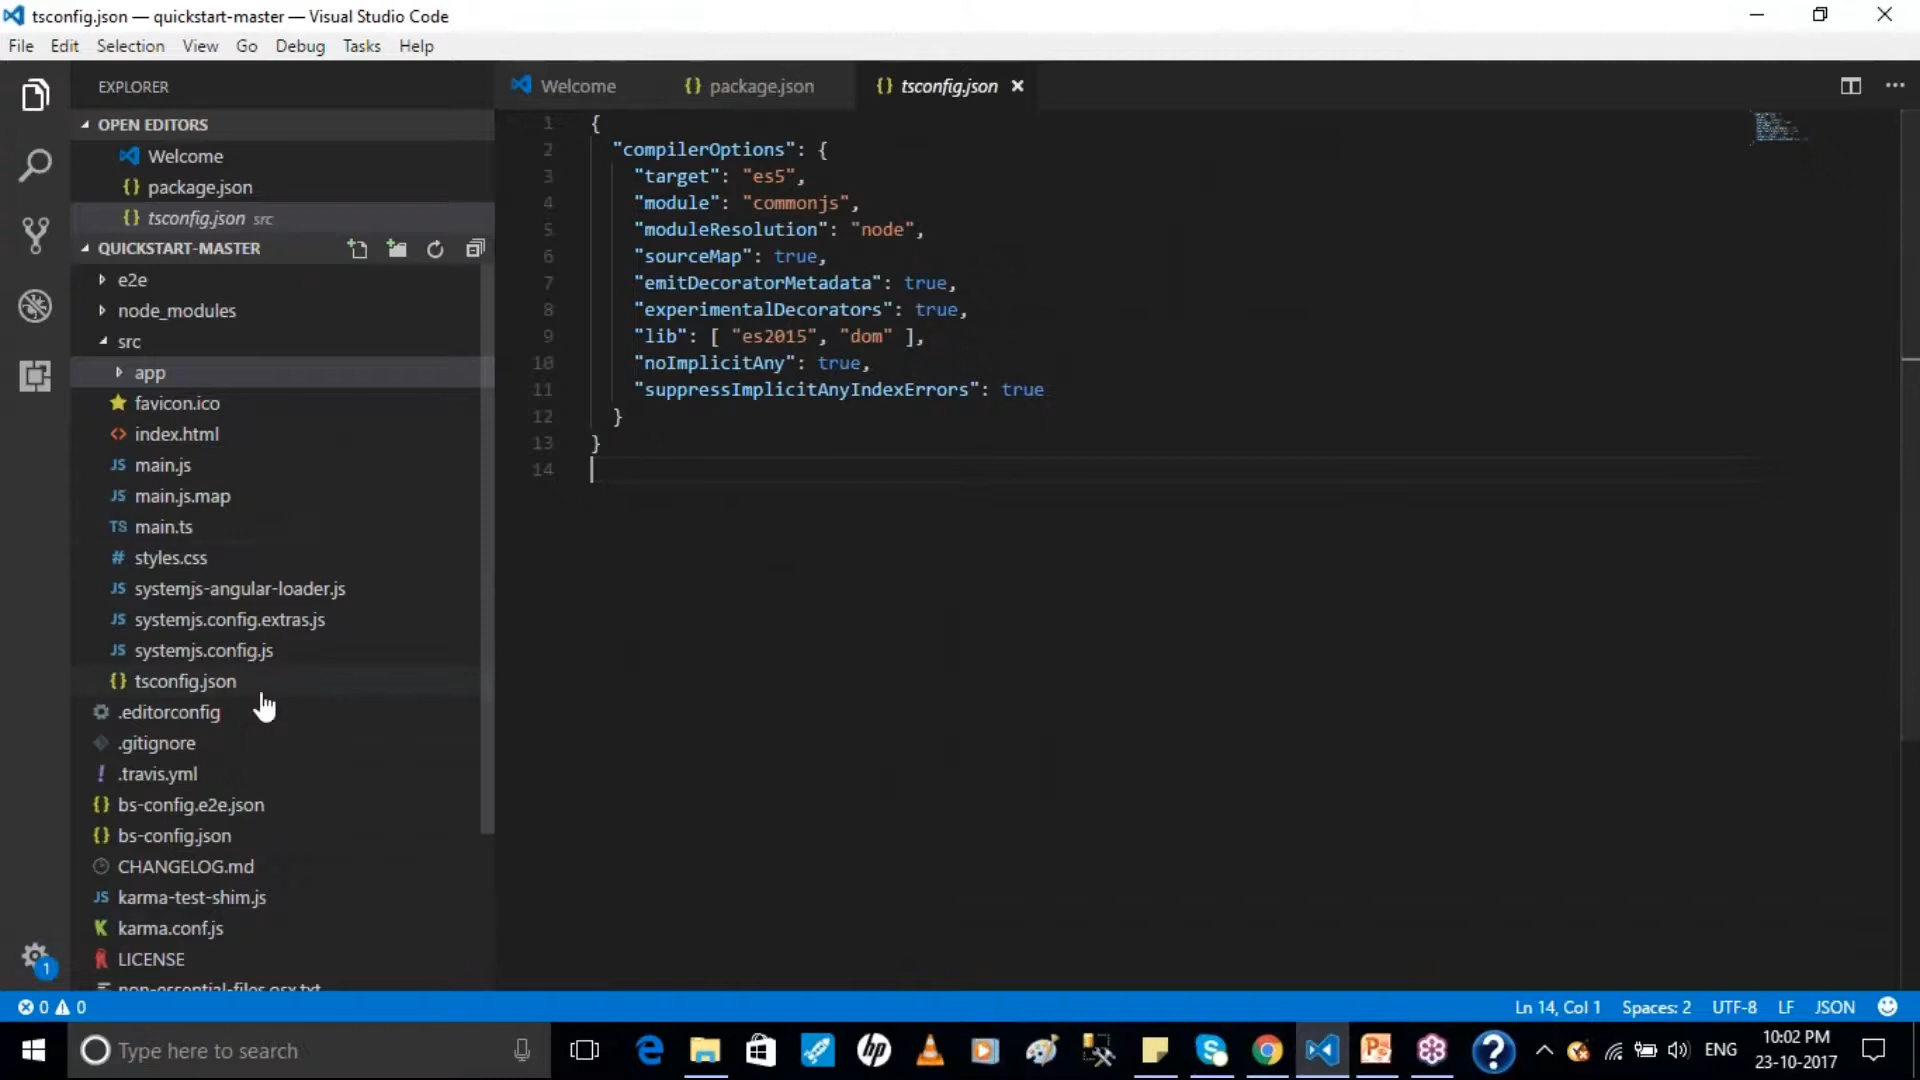 tsconfig.json — quickstart-master — Visual Studio Code
File Edit Selection View Go Debug Tasks Help
EXPLORER
Welcome package.json tsconfig.json
OPEN EDITORS
Welcome
package.json
tsconfig.json src
QUICKSTART-MASTER
e2e
node_modules
src
app
favicon.ico
index.html
main.js
main.js.map
main.ts
styles.css
systemjs-angular-loader.js
systemjs.config.extras.js
systemjs.config.js
tsconfig.json
.editorconfig
.gitignore
.travis.yml
bs-config.e2e.json
bs-config.json
CHANGELOG.md
karma-test-shim.js
karma.conf.js
LICENSE
non-essential-files.osx.txt
1 {
2 "compilerOptions": {
3 "target": "es5",
4 "module": "commonjs",
5 "moduleResolution": "node",
6 "sourceMap": true,
7 "emitDecoratorMetadata": true,
8 "experimentalDecorators": true,
9 "lib": [ "es2015", "dom" ],
10 "noImplicitAny": true,
11 "suppressImplicitAnyIndexErrors": true
12 }
13 }
14
1
0 0
Ln 14, Col 1 Spaces: 2 UTF-8 LF JSON
Type here to search
ENG
10:02 PM
23-10-2017